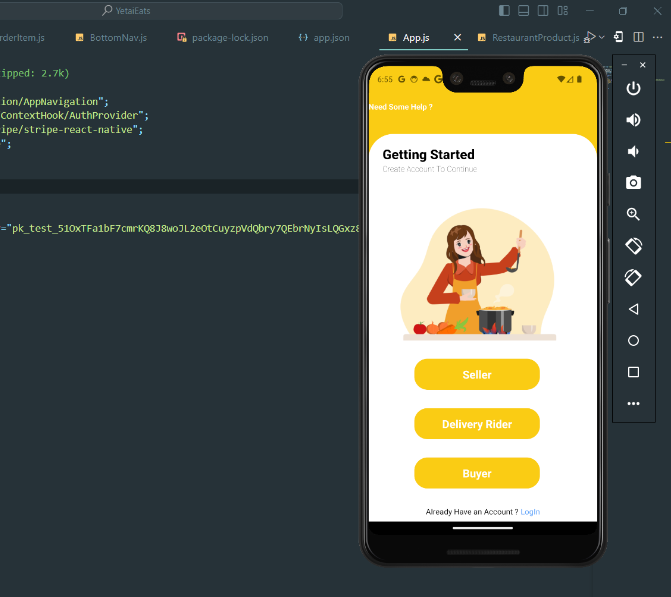 YetaiEats
rderItem.js
BottomNav.js
package-lock.json
app.json
App.js
RestaurantProduct.js
ipped: 2.7k)
ion/AppNavigation";
ContextHook/AuthProvider";
ipe/stripe-react-native";
";
="pk_test_51OxTFa1bF7cmrKQ8J8woJL2eOtCuyzpVdQbry7QEbrNyIsLQGxz8
6:55
Need Some Help ?
Getting Started
Create Account To Continue
Seller
Delivery Rider
Buyer
Already Have an Account ? LogIn